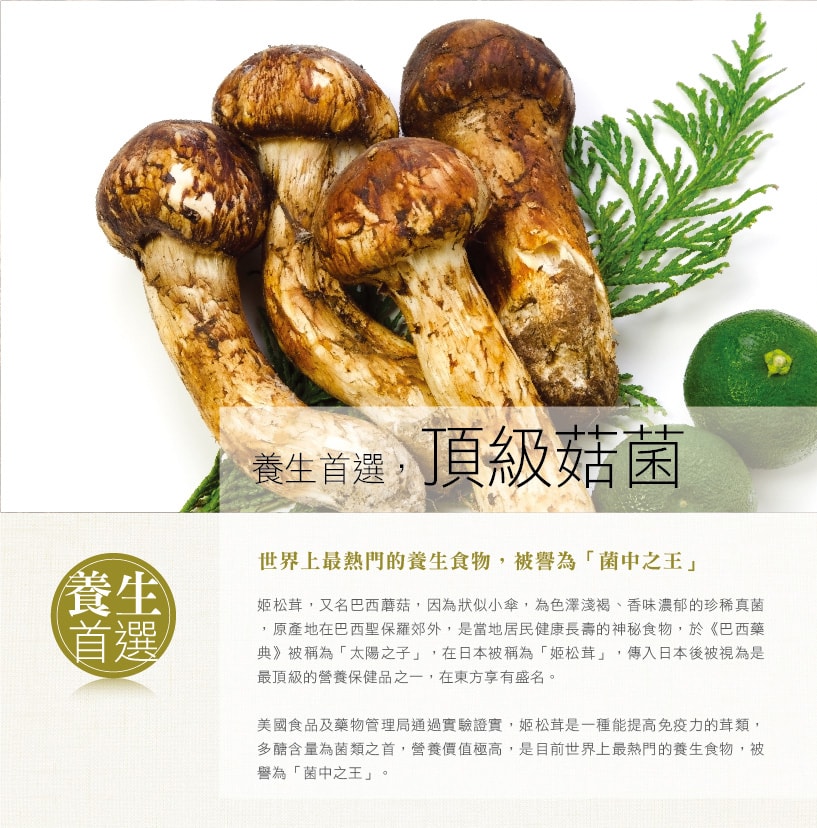 養生首選，頂級菇菌
養生
首選
世界上最熱門的養生食物，被譽為「菌中之王」
姬松茸，又名巴西蘑菇，因為狀似小傘，為色澤淺褐、香味濃郁的珍稀真菌
，原產地在巴西聖保羅郊外，是當地居民健康長壽的神秘食物，於《巴西藥
典》被稱為「太陽之子」，在日本被稱為「姬松茸」，傳入日本後被視為是
最頂級的營養保健品之一，在東方享有盛名。
美國食品及藥物管理局通過實驗證實，姬松茸是一種能提高免疫力的茸類，
多醣含量為菌類之首，營養價值極高，是目前世界上最熱門的養生食物，被
譽為「菌中之王」。